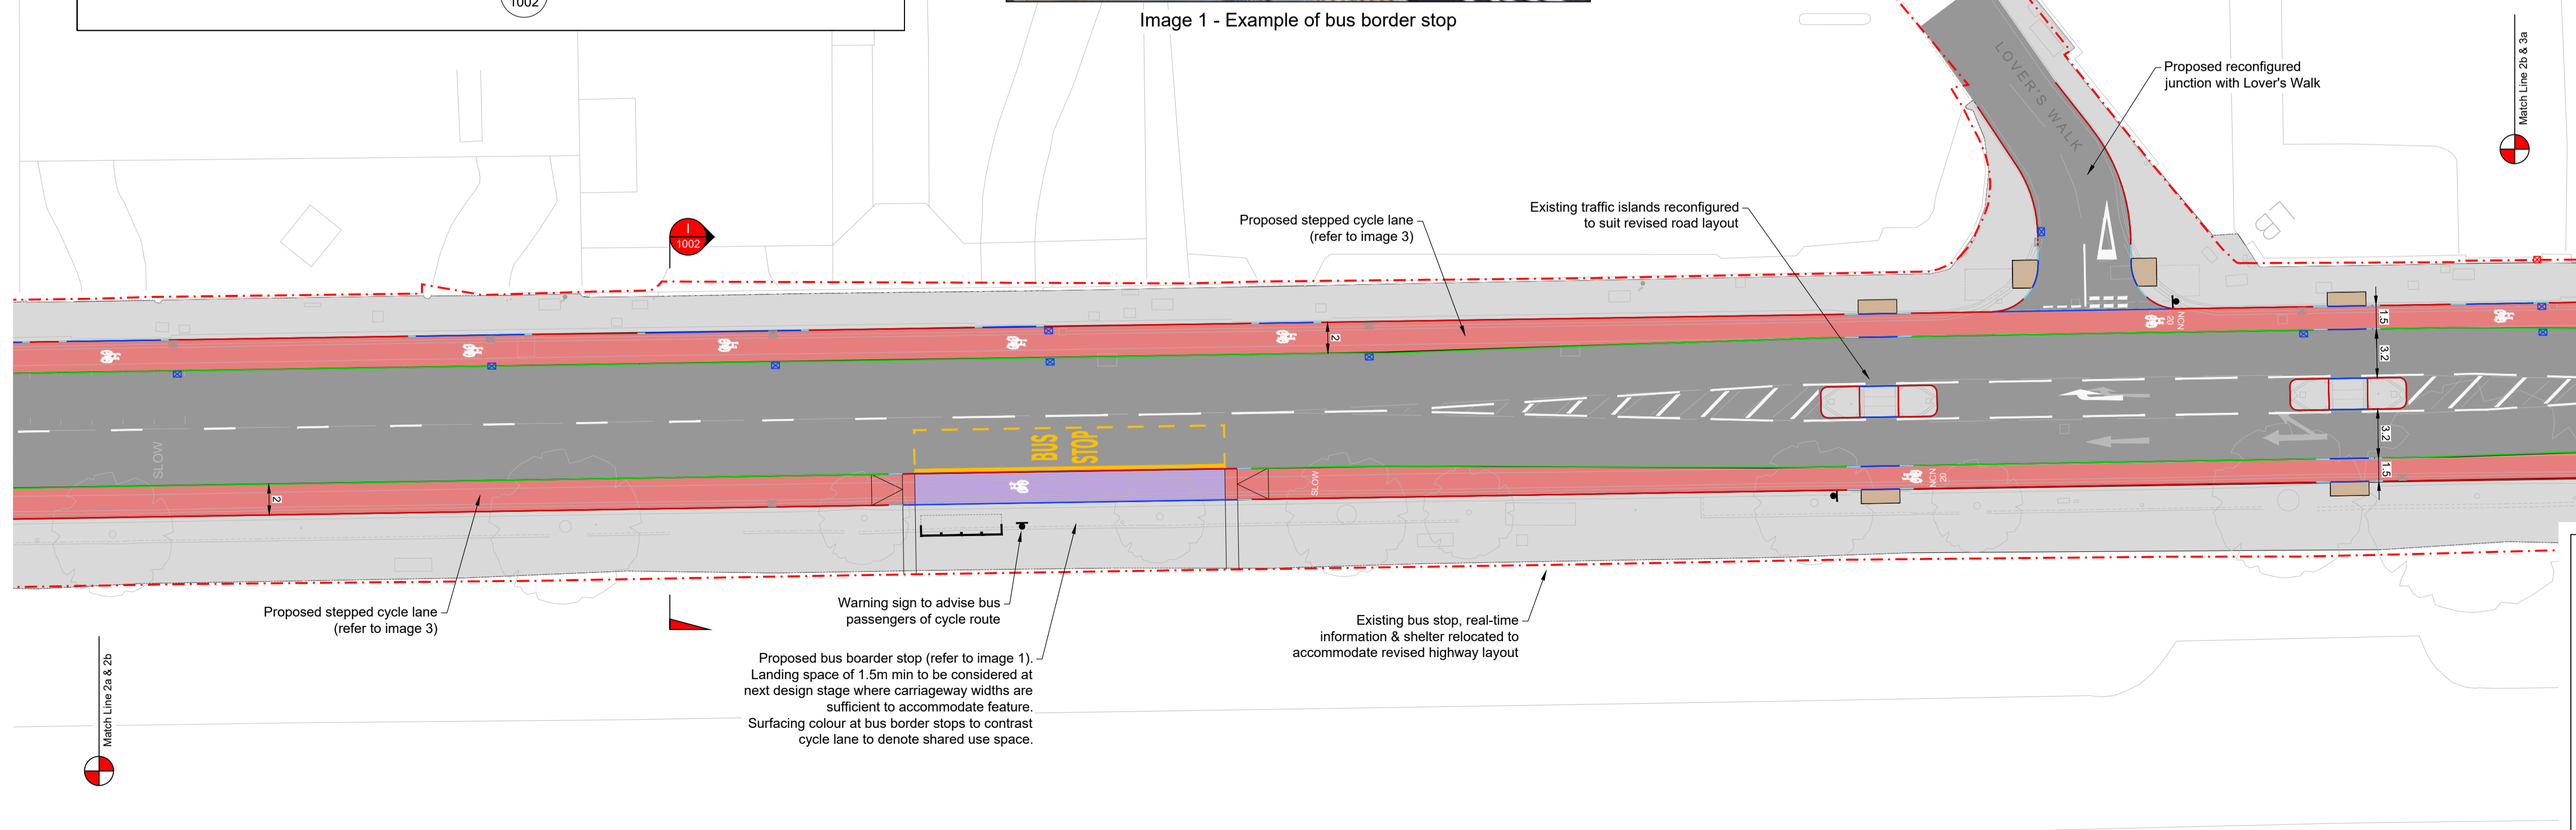 1002
Image 1 - Example of bus border stop
Match Line 2b & 3a
LOVER'S WALK
Proposed reconfigured
junction with Lover's Walk
I
1002
Proposed stepped cycle lane
(refer to image 3)
Existing traffic islands reconfigured
to suit revised road layout
2
NCN
20
1.5
3.2
3.2
1.5
SLOW
BUS
STOP
2
SLOW
NCN
20
Proposed stepped cycle lane
(refer to image 3)
Warning sign to advise bus
passengers of cycle route
Existing bus stop, real-time
information & shelter relocated to
accommodate revised highway layout
Proposed bus boarder stop (refer to image 1).
Landing space of 1.5m min to be considered at
next design stage where carriageway widths are
sufficient to accommodate feature.
Surfacing colour at bus border stops to contrast
cycle lane to denote shared use space.
Match Line 2a & 2b